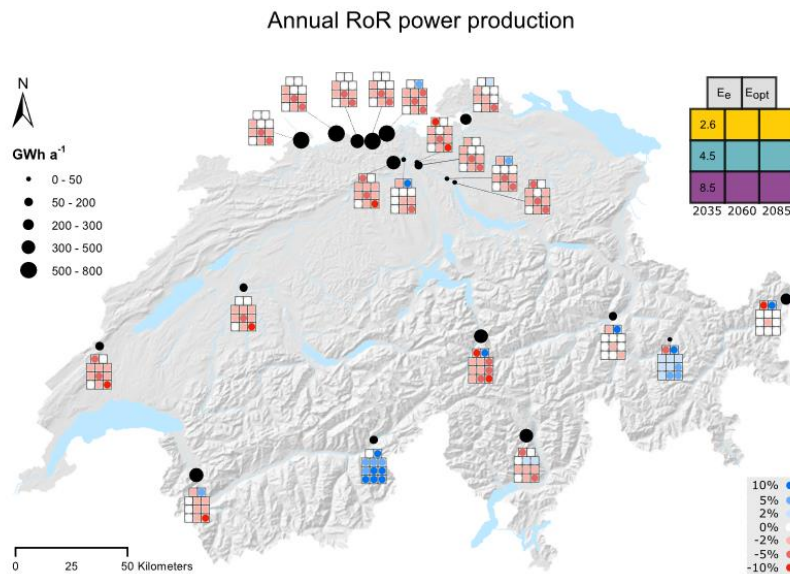 Annual RoR power production
N
GWh a⁻¹
0 - 50
50 - 200
200 - 300
300 - 500
500 - 800
Eₑ Eₒₚₜ
2.6
4.5
8.5
2035 2060 2085
10%
5%
2%
0%
-2%
-5%
-10%
0 25 50 Kilometers